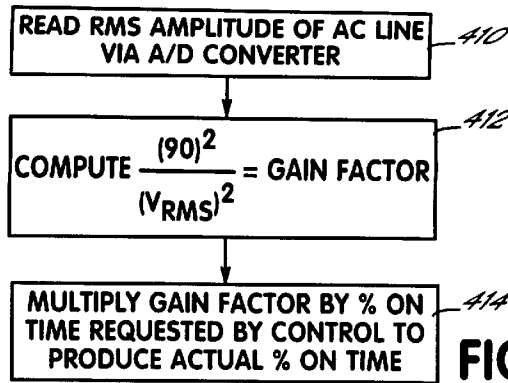 READ RMS AMPLITUDE OF AC LINE
VIA A/D CONVERTER
410
412
COMPUTE (90)² / (VRMS)² = GAIN FACTOR
MULTIPLY GAIN FACTOR BY % ON
TIME REQUESTED BY CONTROL TO
PRODUCE ACTUAL % ON TIME
414
FIG